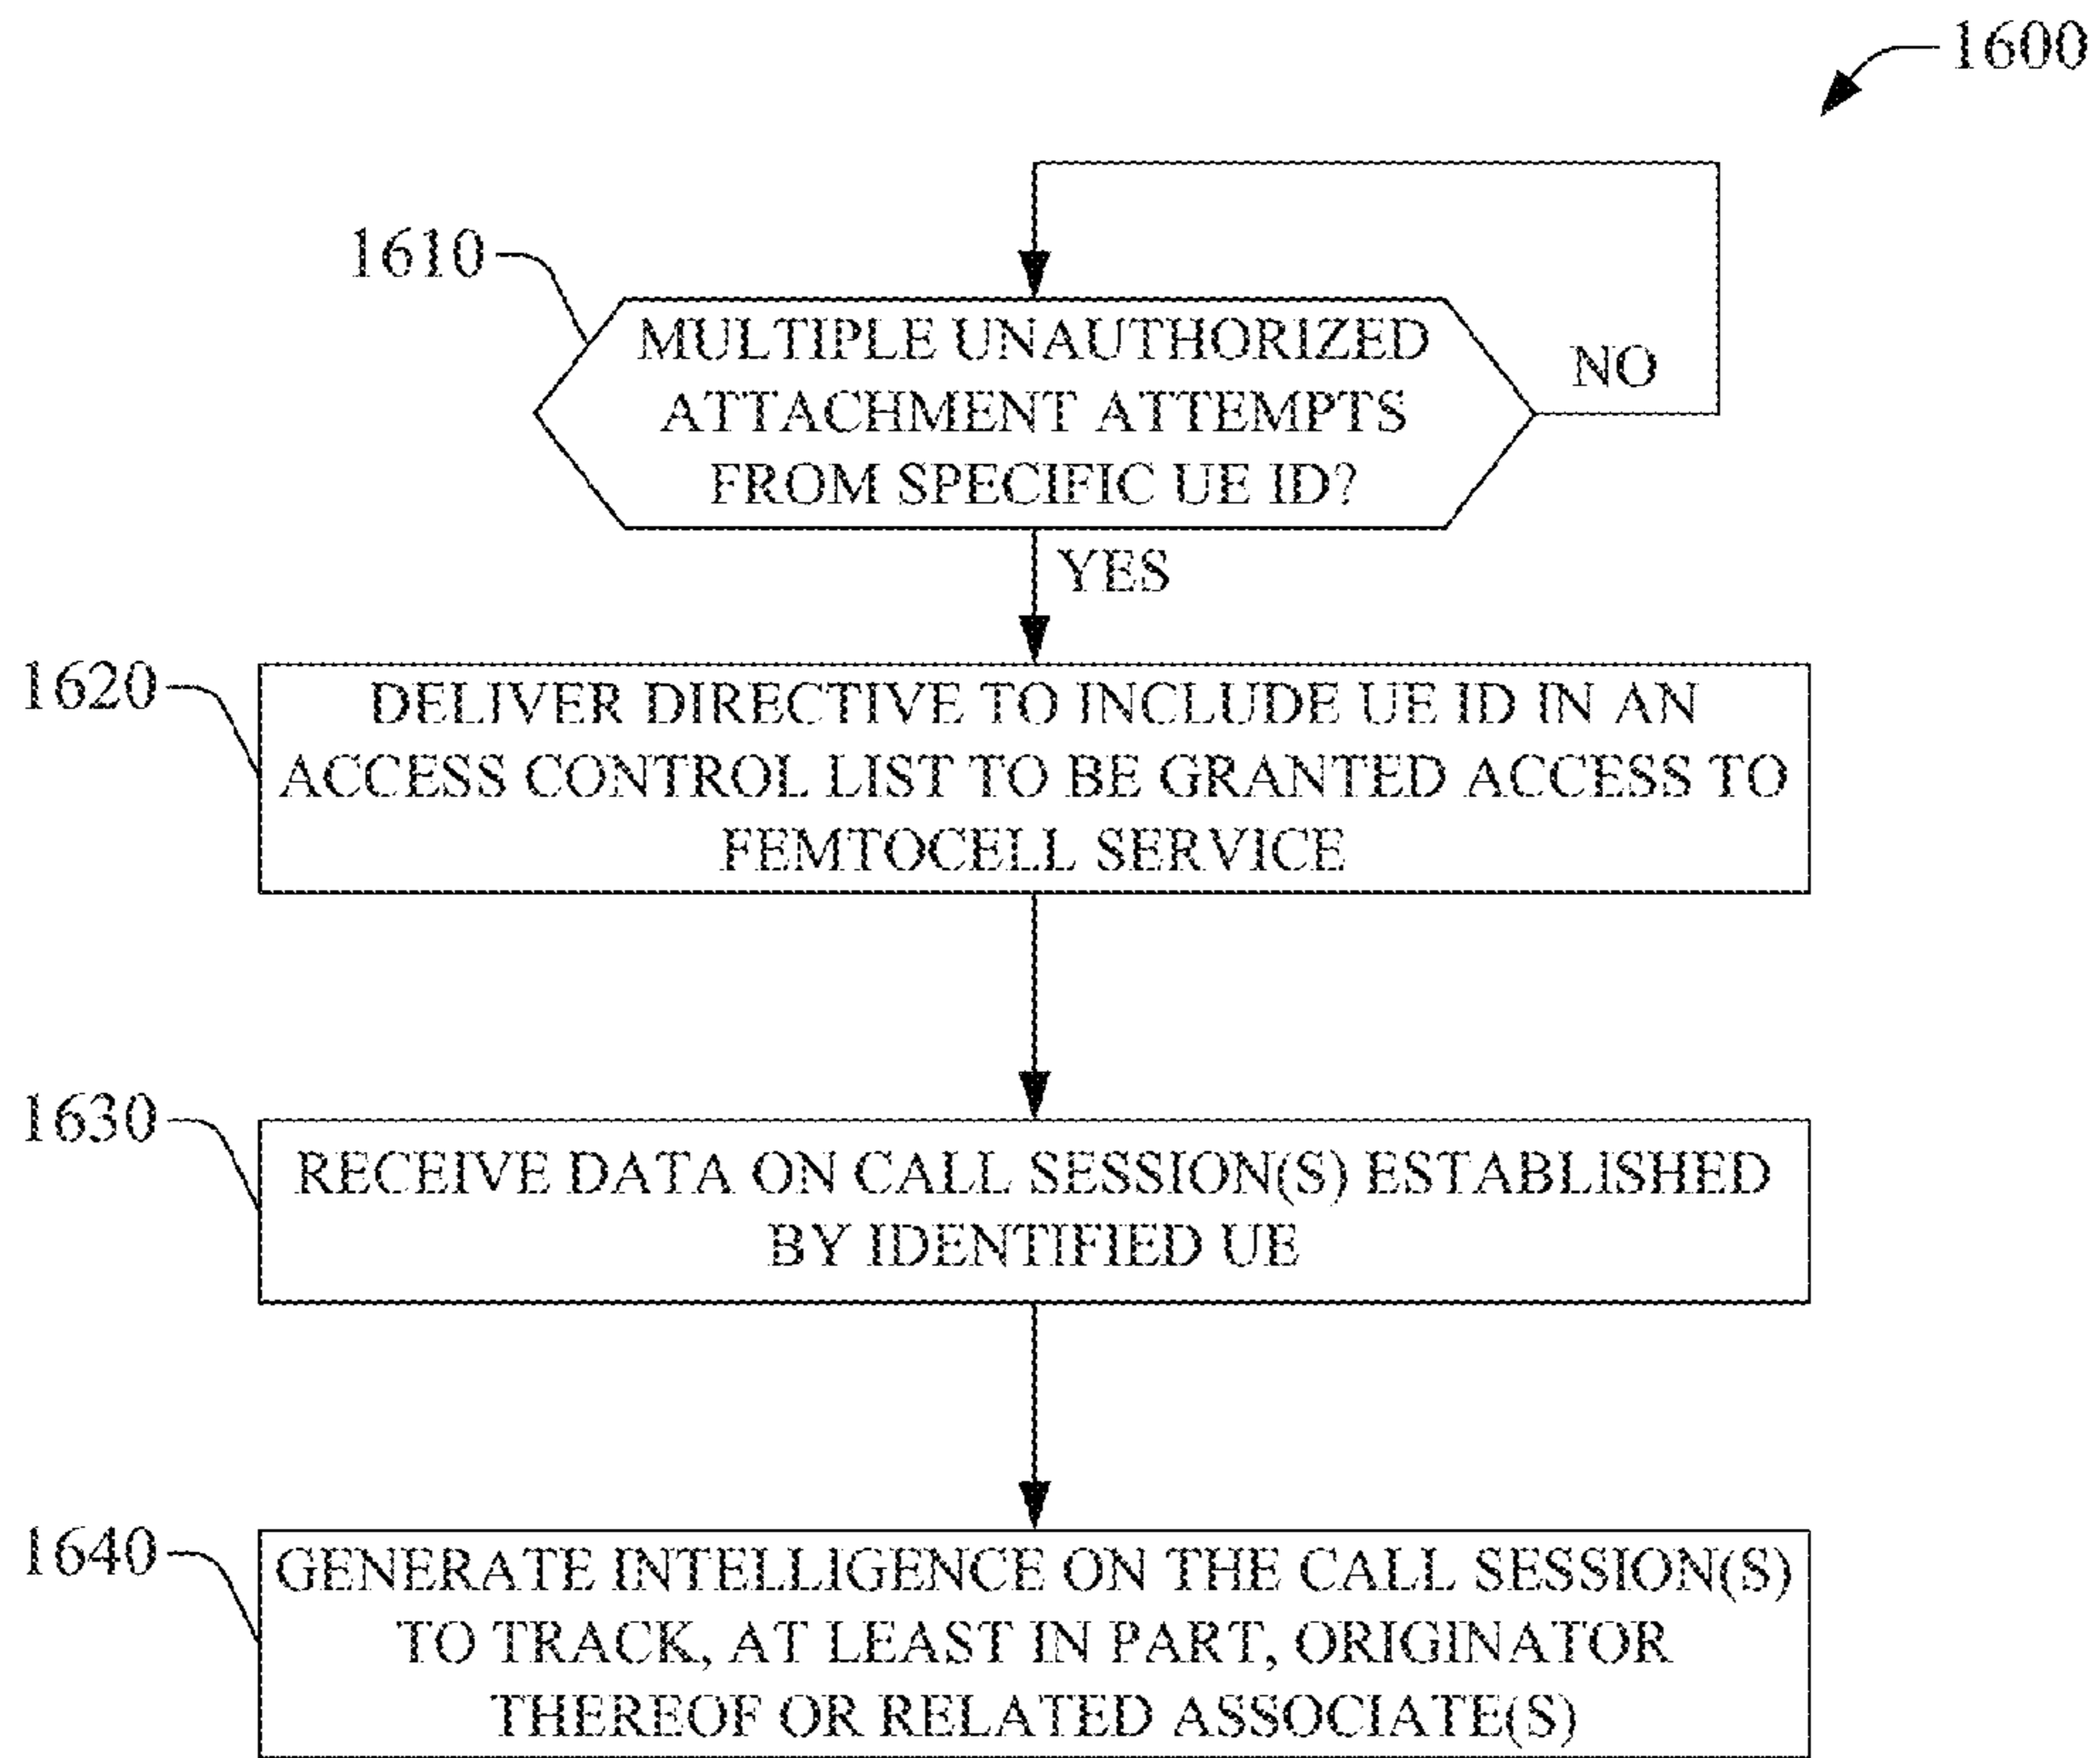 1600
1610
MULTIPLE UNAUTHORIZED
ATTACHMENT ATTEMPTS
FROM SPECIFIC UE ID?
NO
YES
1620
DELIVER DIRECTIVE TO INCLUDE UE ID IN AN
ACCESS CONTROL LIST TO BE GRANTED ACCESS TO
FEMTOCELL SERVICE
1630
RECEIVE DATA ON CALL SESSION(S) ESTABLISHED
BY IDENTIFIED UE
1640
GENERATE INTELLIGENCE ON THE CALL SESSION(S)
TO TRACK, AT LEAST IN PART, ORIGINATOR
THEREOF OR RELATED ASSOCIATE(S)